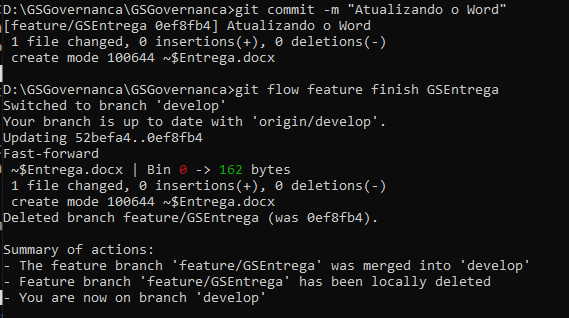 D:\GSGovernanca\GSGovernanca>git commit -m "Atualizando o Word"
[feature/GSEntrega 0ef8fb4] Atualizando o Word
1 file changed, 0 insertions(+), 0 deletions(-)
create mode 100644 ~$Entrega.docx
D:\GSGovernanca\GSGovernanca>git flow feature finish GSEntrega
Switched to branch 'develop'
Your branch is up to date with 'origin/develop'.
Updating 52befa4..0ef8fb4
Fast-forward
~$Entrega.docx | Bin 0 -> 162 bytes
1 file changed, 0 insertions(+), 0 deletions(-)
create mode 100644 ~$Entrega.docx
Deleted branch feature/GSEntrega (was 0ef8fb4).
Summary of actions:
- The feature branch 'feature/GSEntrega' was merged into 'develop'
- Feature branch 'feature/GSEntrega' has been locally deleted
- You are now on branch 'develop'